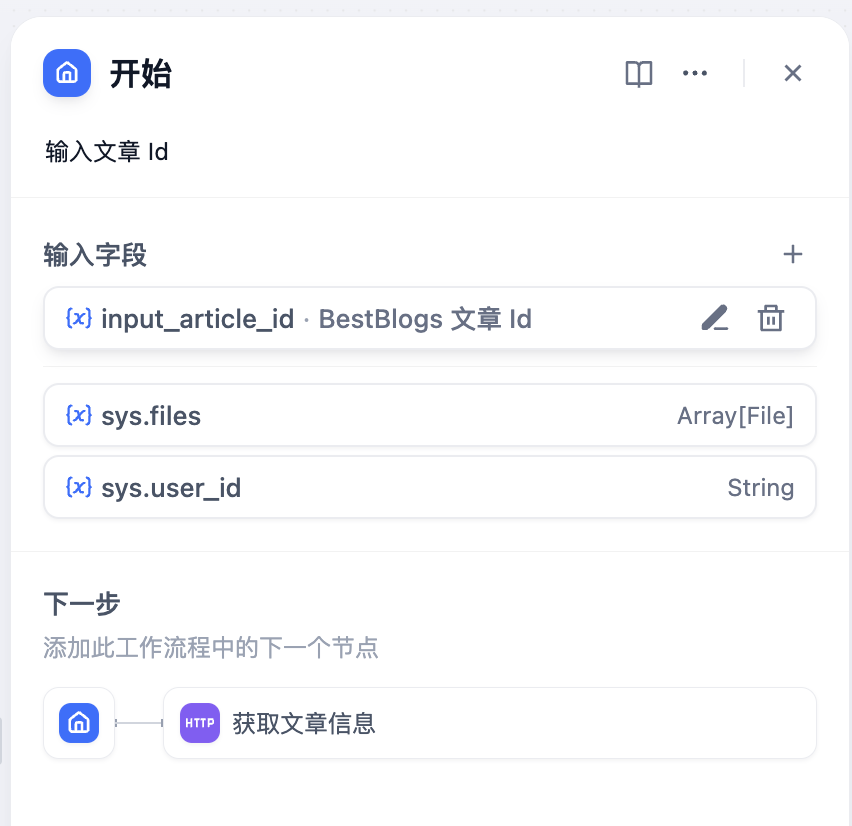 开始
输入文章 Id
输入字段
{x} input_article_id · BestBlogs 文章 Id
{x} sys.files Array[File]
{x} sys.user_id String
下一步
添加此工作流程中的下一个节点
HTTP 获取文章信息